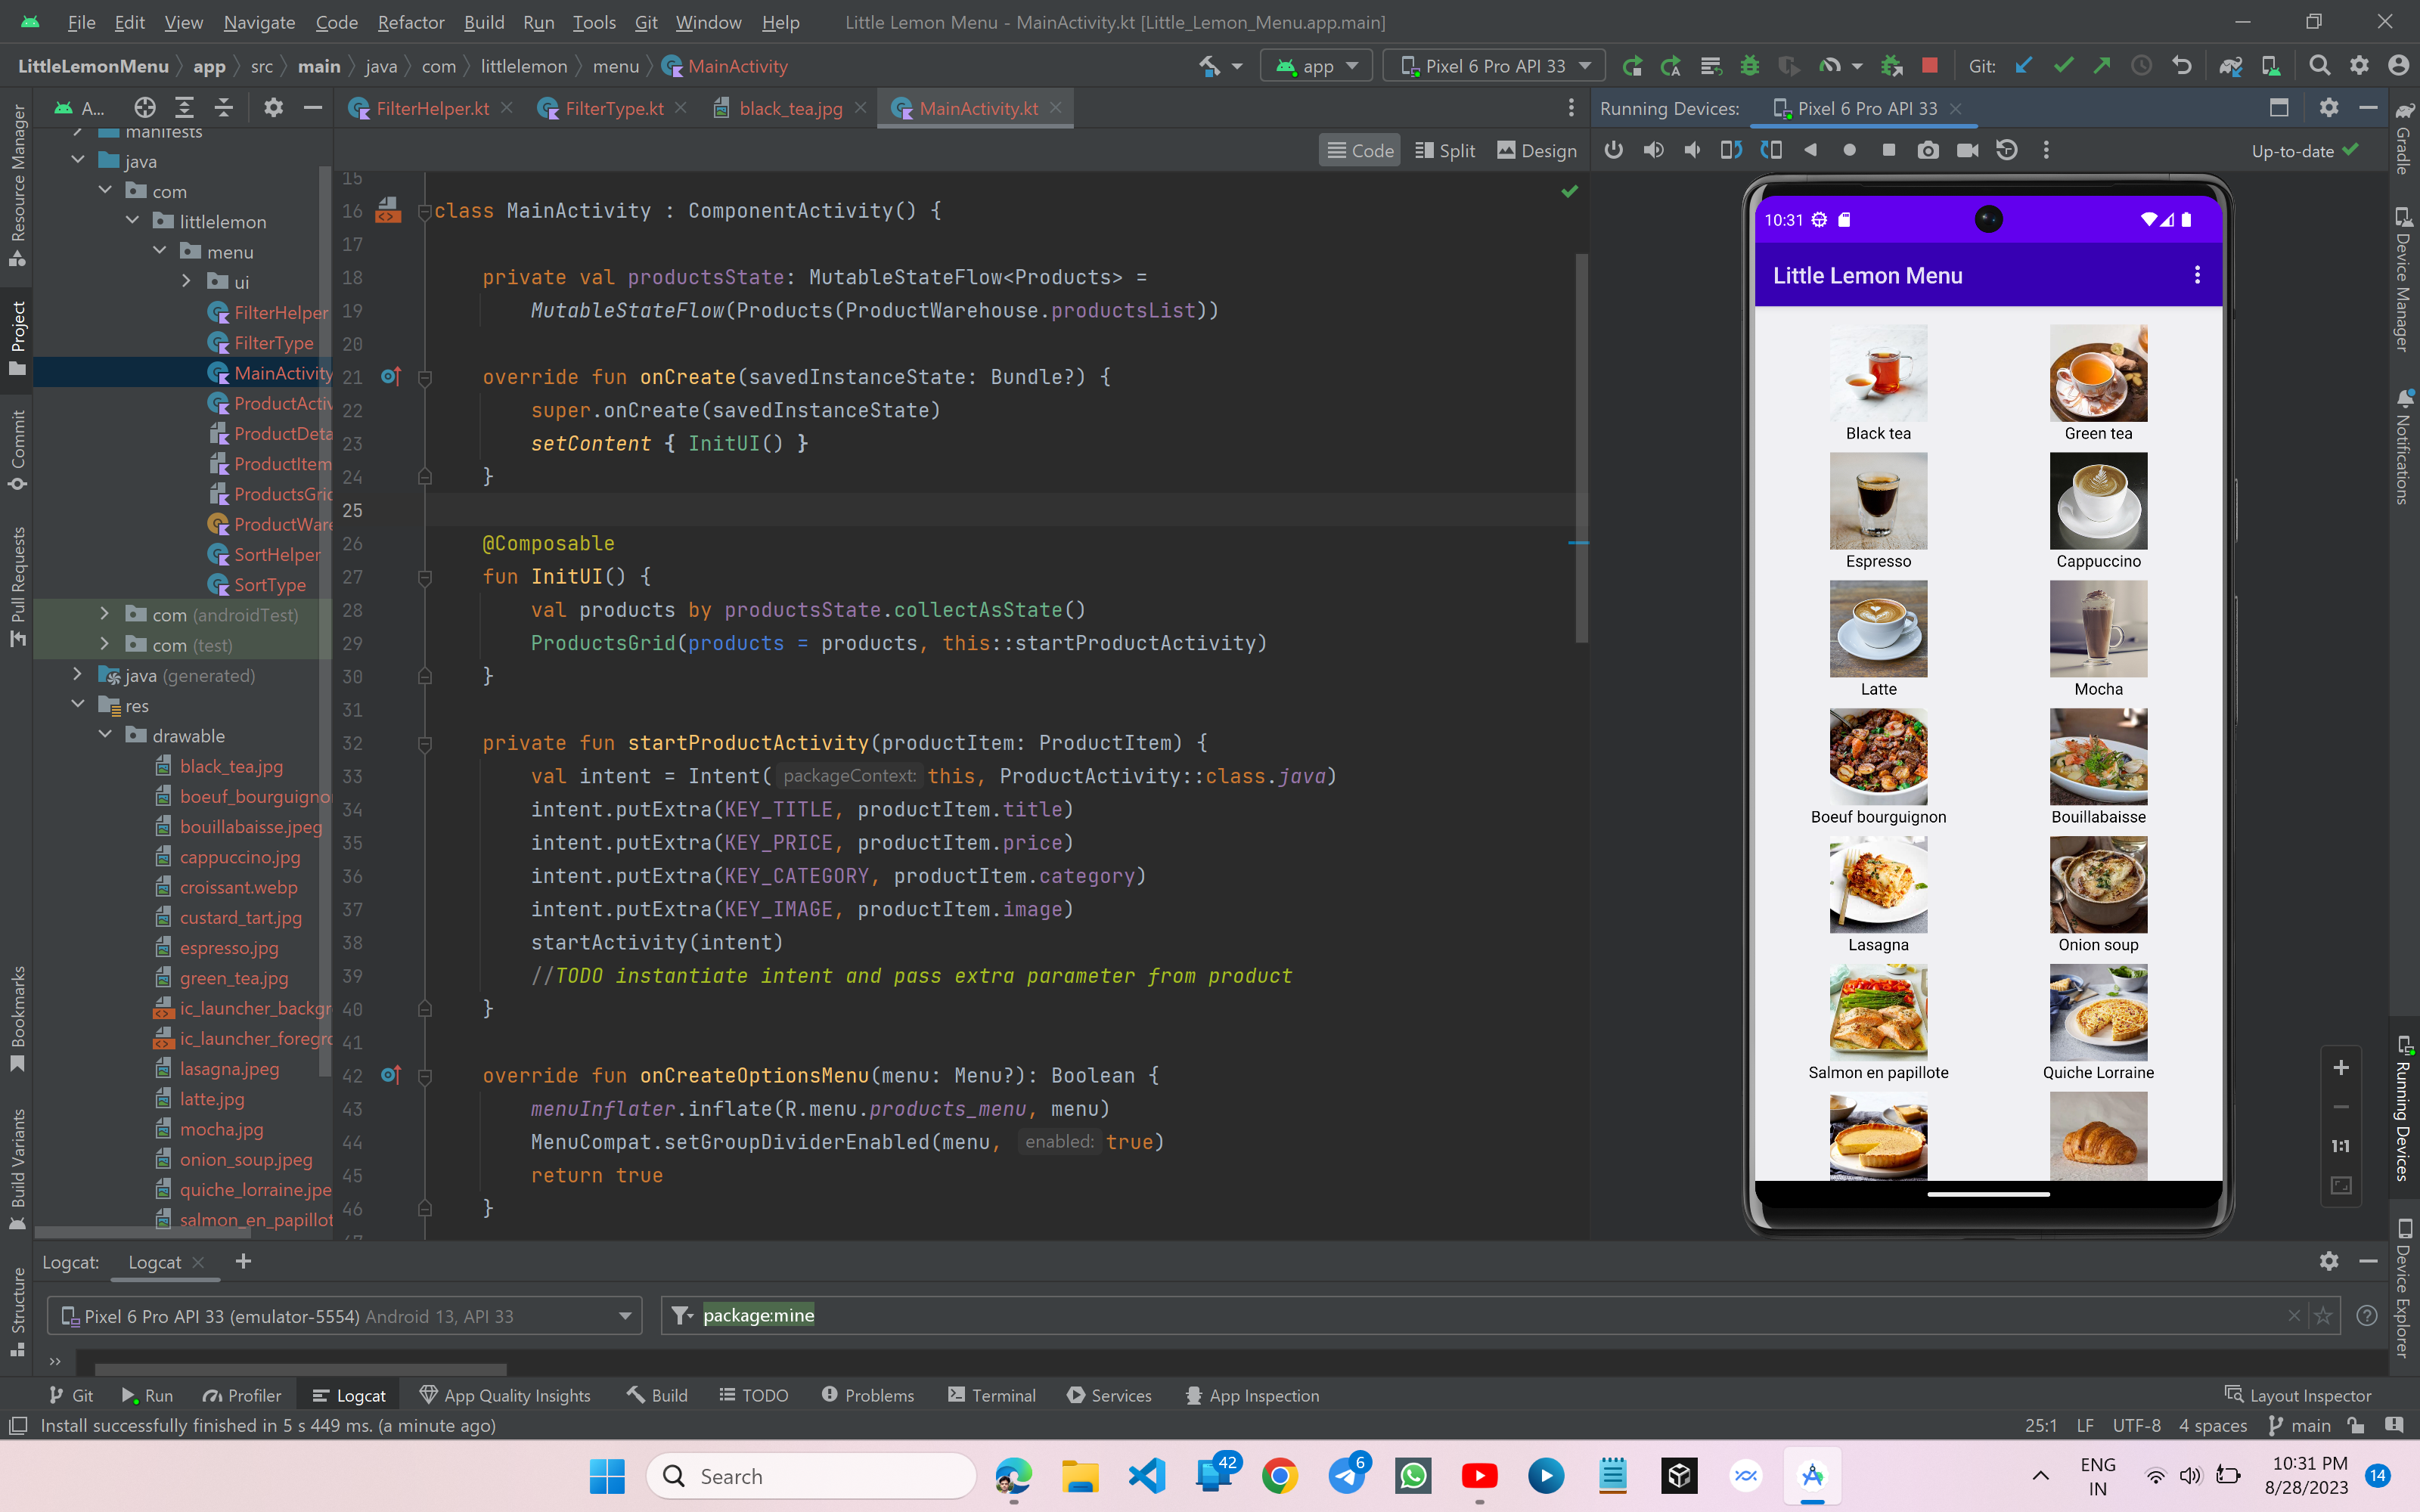 File Edit View Navigate Code Refactor Build Run Tools Git Window Help Little Lemon Menu - MainActivity.kt [Little_Lemon_Menu.app.main]
LittleLemonMenu app src main java com littlelemon menu MainActivity
app Pixel 6 Pro API 33 Git:
A... FilterHelper.kt FilterType.kt black_tea.jpg MainActivity.kt
Running Devices: Pixel 6 Pro API 33
Code Split Design
Up-to-date
Resource Manager
Project
Commit
Pull Requests
Bookmarks
Build Variants
Structure
manifests
java
com
littlelemon
menu
ui
FilterHelper
FilterType
MainActivity
ProductActiv
ProductDeta
ProductItem
ProductsGrid
ProductWare
SortHelper
SortType
com (androidTest)
com (test)
java (generated)
res
drawable
black_tea.jpg
boeuf_bourguigno
bouillabaisse.jpeg
cappuccino.jpg
croissant.webp
custard_tart.jpg
espresso.jpg
green_tea.jpg
ic_launcher_backgr
ic_launcher_foregro
lasagna.jpeg
latte.jpg
mocha.jpg
onion_soup.jpeg
quiche_lorraine.jpe
salmon_en_papillot
15
16 class MainActivity : ComponentActivity() {
17
18 private val productsState: MutableStateFlow<Products> =
19 MutableStateFlow(Products(ProductWarehouse.productsList))
20
21 override fun onCreate(savedInstanceState: Bundle?) {
22 super.onCreate(savedInstanceState)
23 setContent { InitUI() }
24 }
25
26 @Composable
27 fun InitUI() {
28 val products by productsState.collectAsState()
29 ProductsGrid(products = products, this::startProductActivity)
30 }
31
32 private fun startProductActivity(productItem: ProductItem) {
33 val intent = Intent( packageContext: this, ProductActivity::class.java)
34 intent.putExtra(KEY_TITLE, productItem.title)
35 intent.putExtra(KEY_PRICE, productItem.price)
36 intent.putExtra(KEY_CATEGORY, productItem.category)
37 intent.putExtra(KEY_IMAGE, productItem.image)
38 startActivity(intent)
39 //TODO instantiate intent and pass extra parameter from product
40 }
41
42 override fun onCreateOptionsMenu(menu: Menu?): Boolean {
43 menuInflater.inflate(R.menu.products_menu, menu)
44 MenuCompat.setGroupDividerEnabled(menu, enabled: true)
45 return true
46 }
47
10:31
Little Lemon Menu
Black tea Green tea
Espresso Cappuccino
Latte Mocha
Boeuf bourguignon Bouillabaisse
Lasagna Onion soup
Salmon en papillote Quiche Lorraine
1:1
Gradle
Device Manager
Notifications
Running Devices
Device Explorer
Logcat: Logcat
Pixel 6 Pro API 33 (emulator-5554) Android 13, API 33 package:mine
Git Run Profiler Logcat App Quality Insights Build TODO Problems Terminal Services App Inspection Layout Inspector
Install successfully finished in 5 s 449 ms. (a minute ago) 25:1 LF UTF-8 4 spaces main
Search 42 6 ENG 10:31 PM 14
IN 8/28/2023